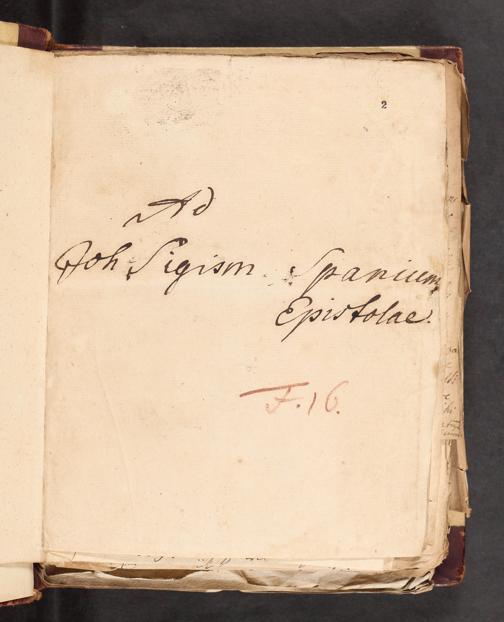 2
Ad
Joh Sigism. Spanium
Epistolae.
F.16.